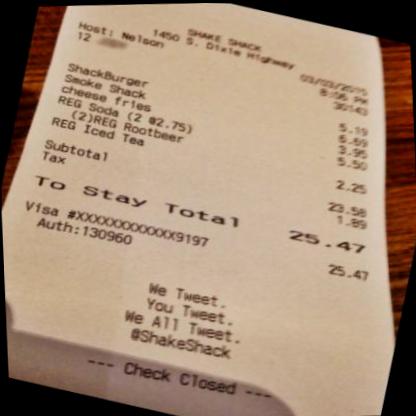 SHAKE SHACK
1450 S. Dixie Highway
Host: Nelson 03/03/2015
12 8:06 PM
30143
ShackBurger 5.19
Smoke Shack 6.69
cheese fries 3.95
REG Soda (2 @2.75) 5.50
(2)REG Rootbeer
REG Iced Tea 2.25
Subtotal 23.58
Tax 1.89
To Stay Total 25.47
Visa #XXXXXXXXXXXX9197 25.47
Auth:130960
We Tweet.
You Tweet.
We All Tweet.
@ShakeShack
--- Check Closed ---